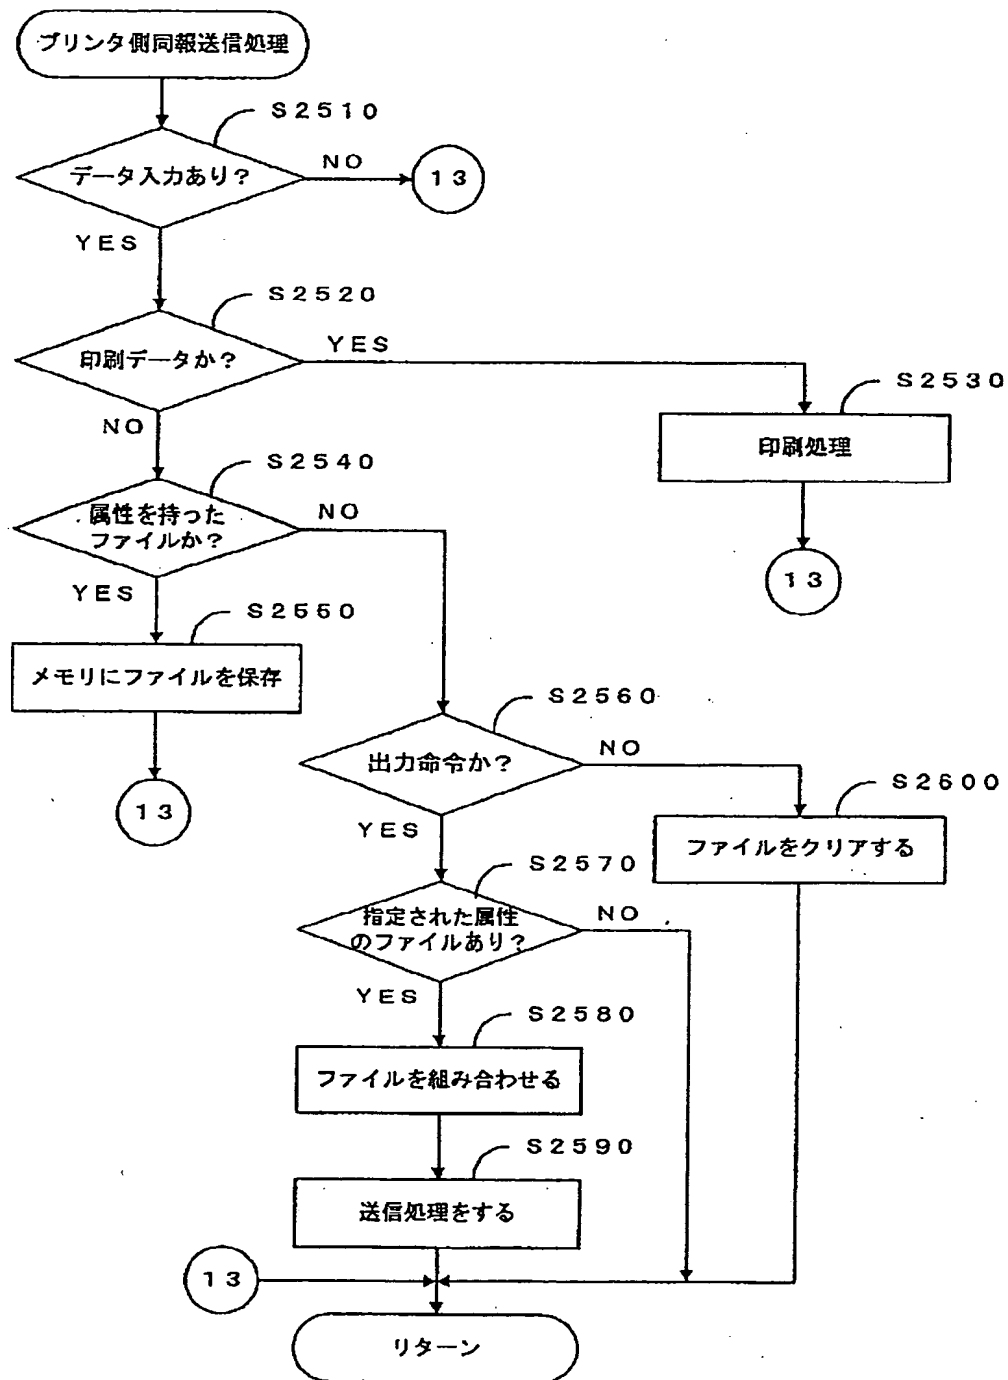 プリンタ側同報送信処理
S2510
データ入力あり?
NO
13
YES
S2520
印刷データか?
YES
S2530
印刷処理
NO
13
S2540
属性を持った
ファイルか?
NO
YES
S2550
メモリにファイルを保存
13
S2560
出力命令か?
NO
S2600
ファイルをクリアする
YES
S2570
指定された属性
のファイルあり?
NO
YES
S2580
ファイルを組み合わせる
S2590
送信処理をする
13
リターン